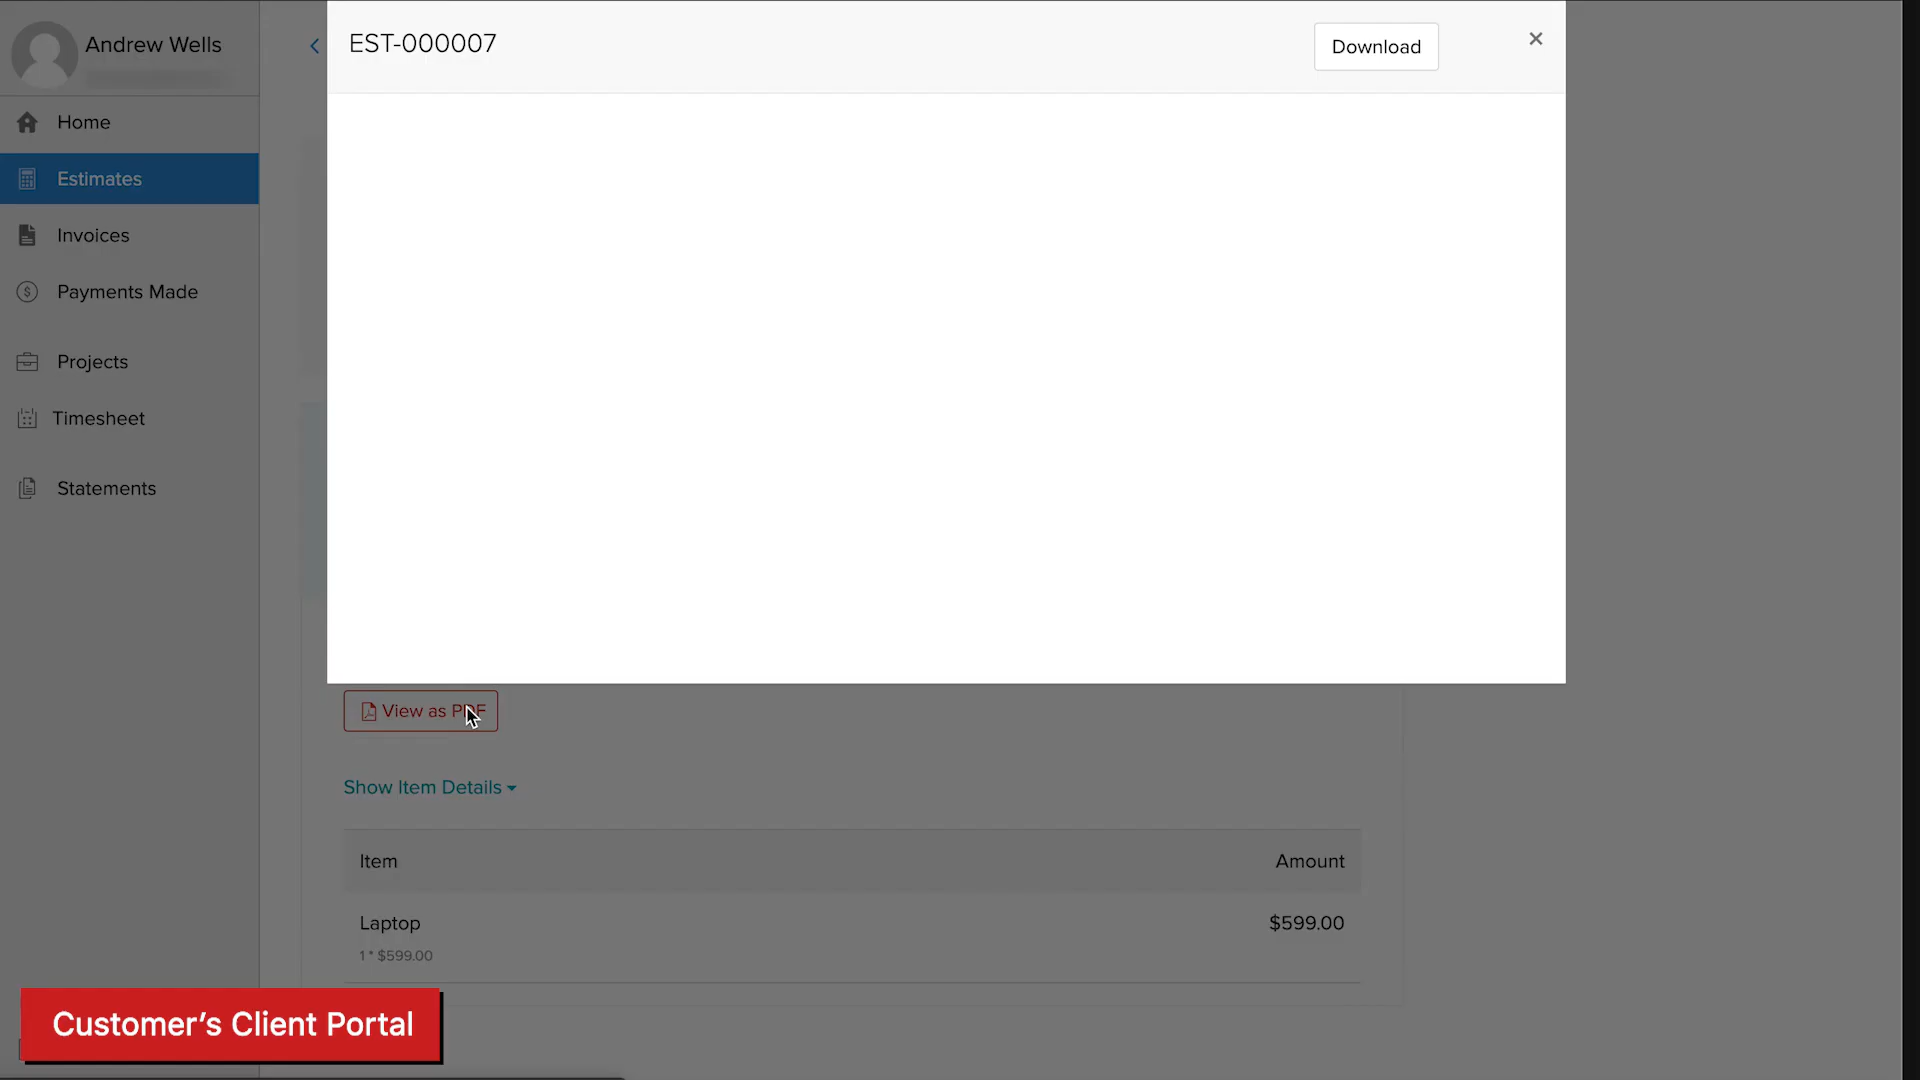 Andrew Wells
EST-000007
Download
Home
Estimates
Invoices
Payments Made
Projects
Timesheet
Statements
View as PDF
Show Item Details
Item Amount
Laptop $599.00
1 * $599.00
Customer’s Client Portal